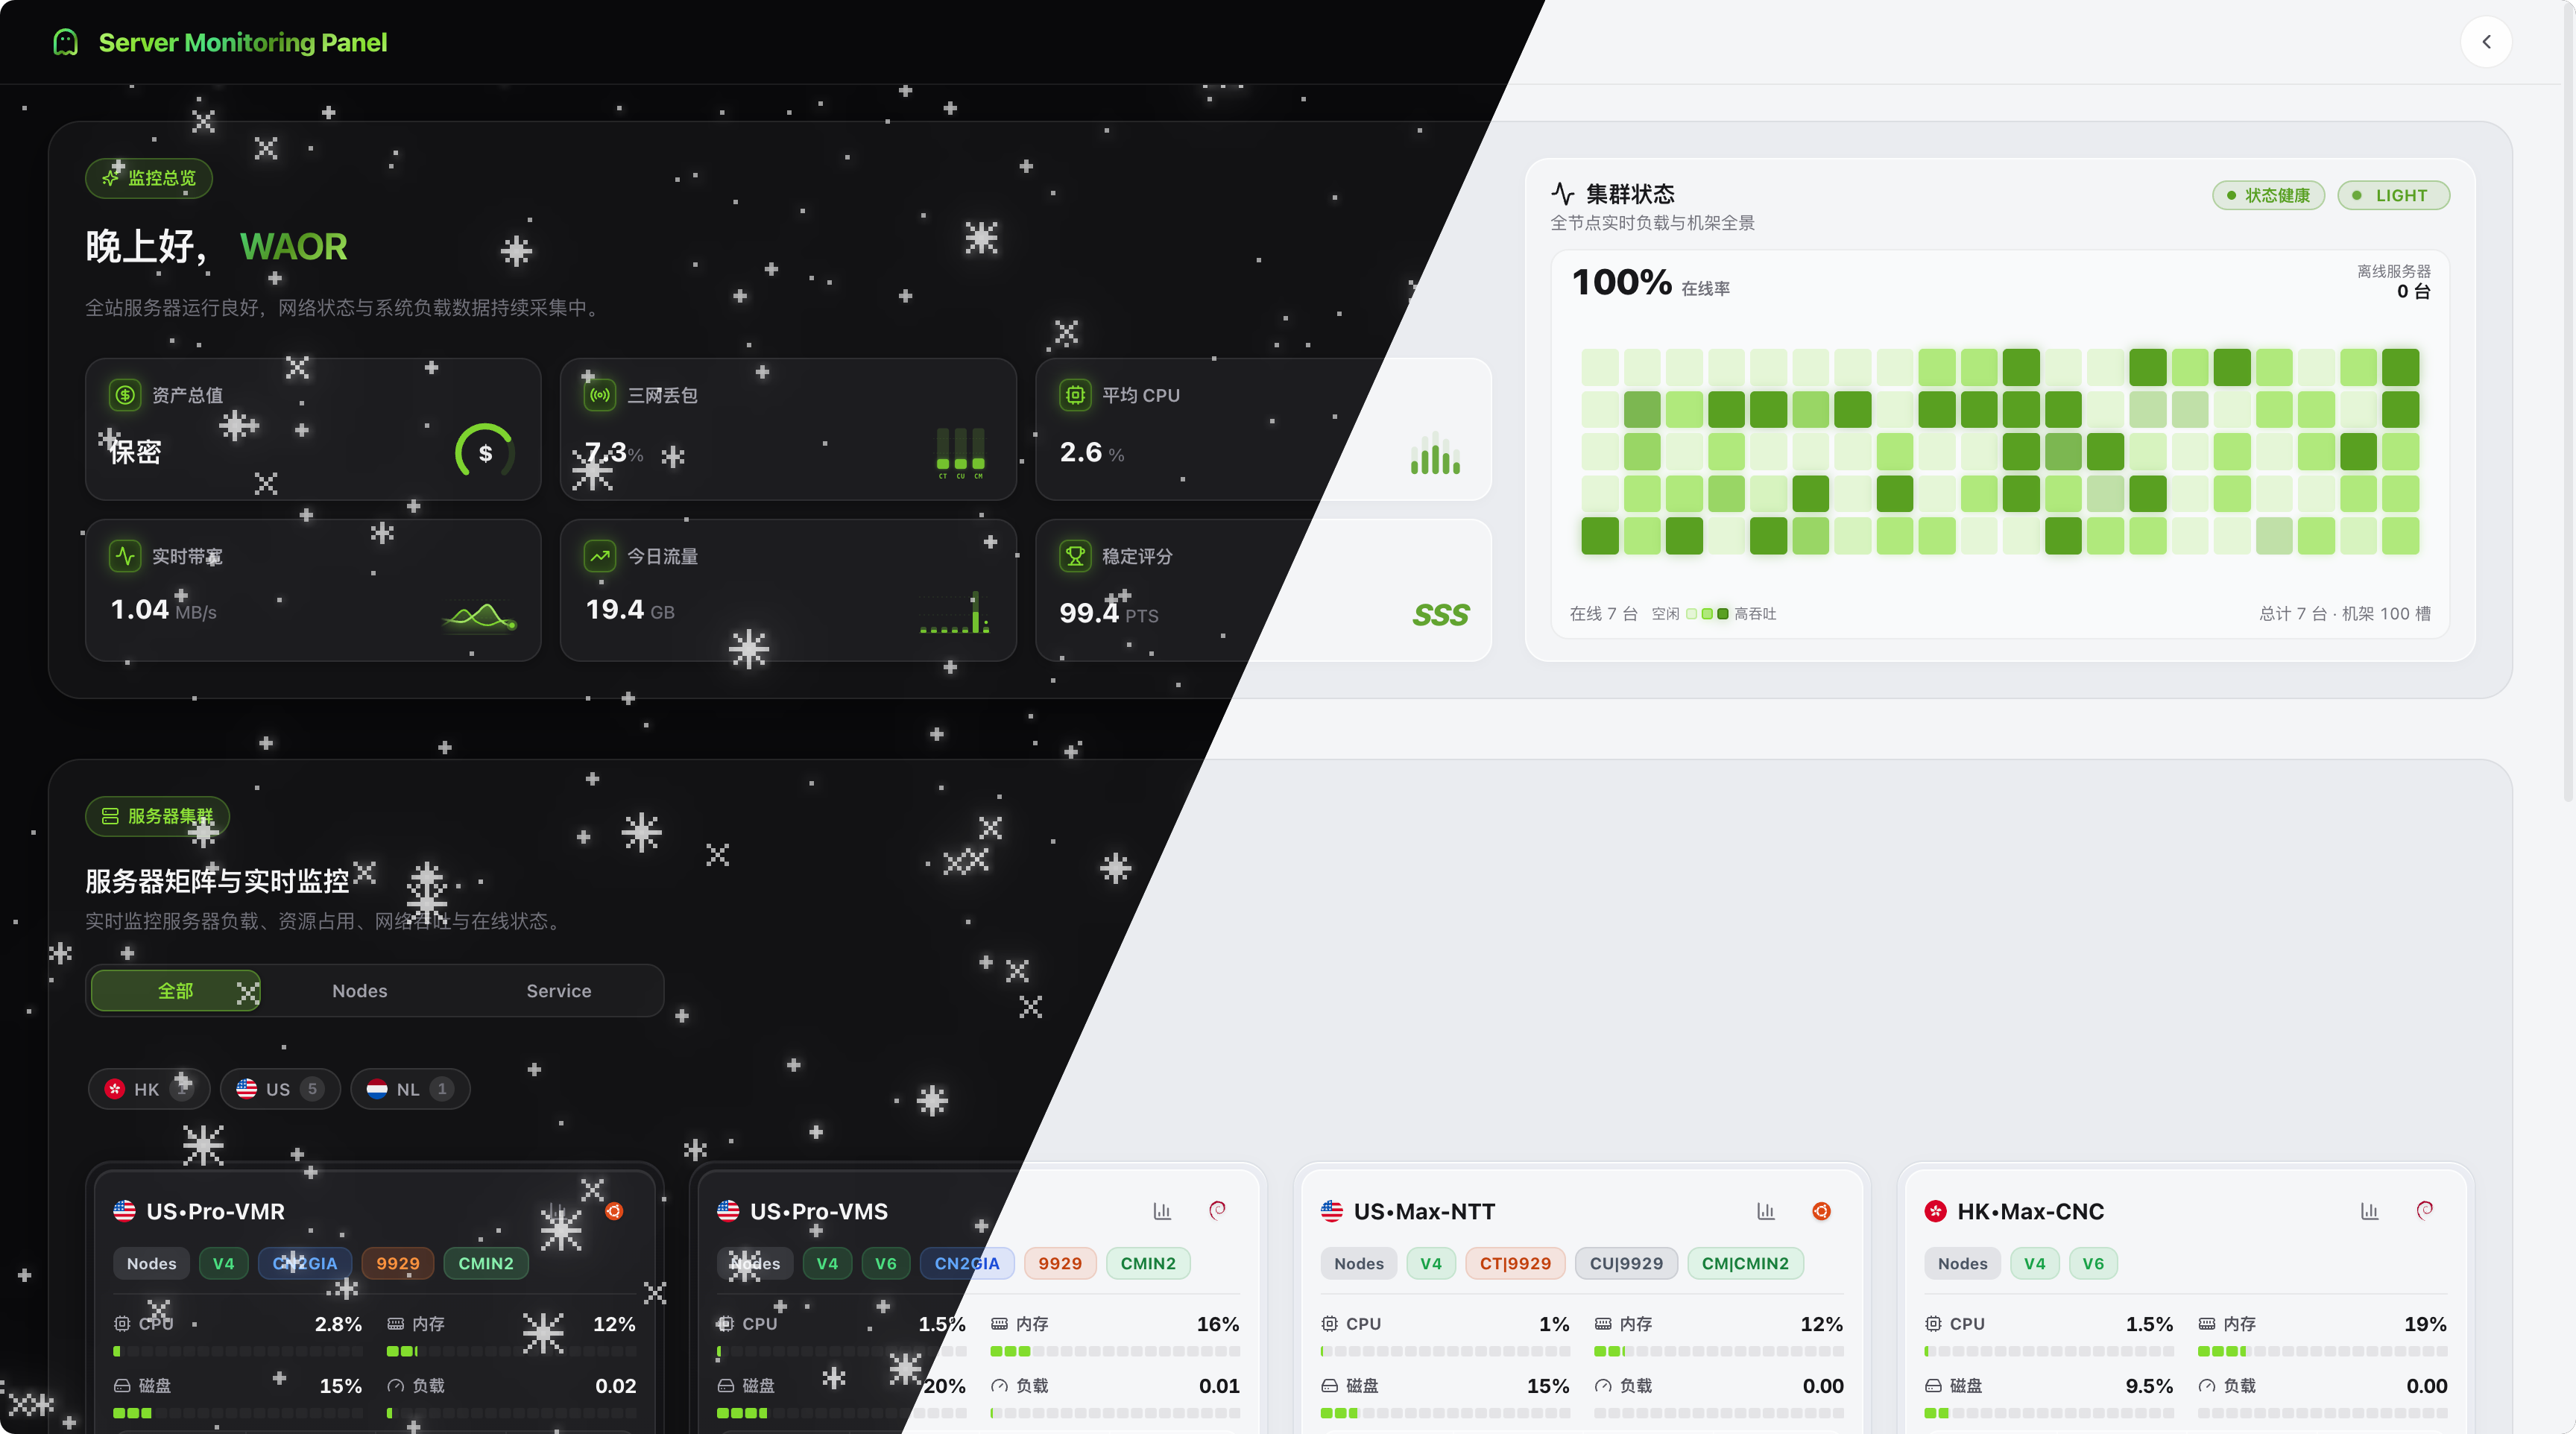 Server Monitoring Panel
监控总览
晚上好， WAOR
全站服务器运行良好，网络状态与系统负载数据持续采集中。
资产总值
保密
$
三网丢包
7.3%
CT CU CM
平均 CPU
2.6 %
实时带宽
1.04 MB/s
今日流量
19.4 GB
稳定评分
99.4 PTS
SSS
集群状态
状态健康
LIGHT
全节点实时负载与机架全景
100% 在线率
离线服务器
0 台
在线 7 台 空闲 高吞吐
总计 7 台 · 机架 100 槽
服务器集群
服务器矩阵与实时监控
实时监控服务器负载、资源占用、网络吞吐与在线状态。
全部 Nodes Service
HK 1 US 5 NL 1
US•Pro-VMR
Nodes V4 CN2GIA 9929 CMIN2
CPU 2.8% 内存 12%
磁盘 15% 负载 0.02
US•Pro-VMS
Nodes V4 V6 CN2GIA 9929 CMIN2
CPU 1.5% 内存 16%
磁盘 20% 负载 0.01
US•Max-NTT
Nodes V4 CT|9929 CU|9929 CM|CMIN2
CPU 1% 内存 12%
磁盘 15% 负载 0.00
HK•Max-CNC
Nodes V4 V6
CPU 1.5% 内存 19%
磁盘 9.5% 负载 0.00